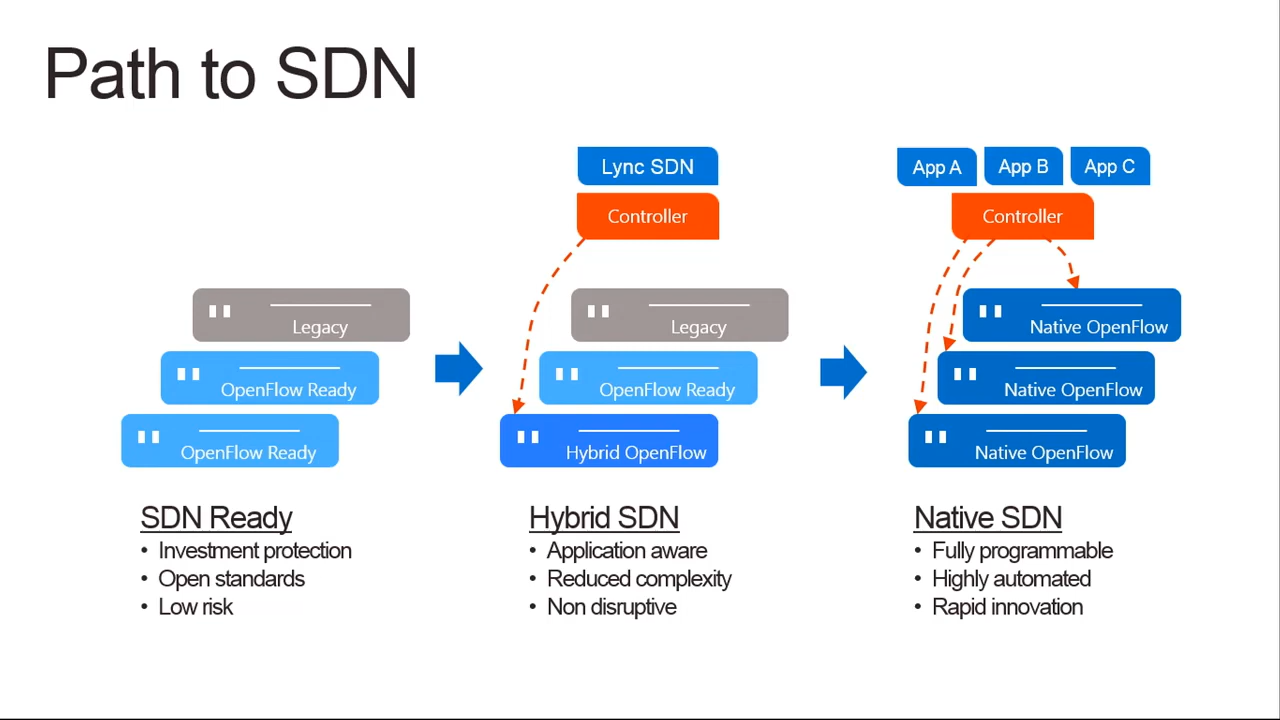 Path to SDN
Lync SDN
Controller
App A
App B
App C
Controller
Legacy
OpenFlow Ready
OpenFlow Ready
Legacy
OpenFlow Ready
Hybrid OpenFlow
Native OpenFlow
Native OpenFlow
Native OpenFlow
SDN Ready
• Investment protection
• Open standards
• Low risk
Hybrid SDN
• Application aware
• Reduced complexity
• Non disruptive
Native SDN
• Fully programmable
• Highly automated
• Rapid innovation